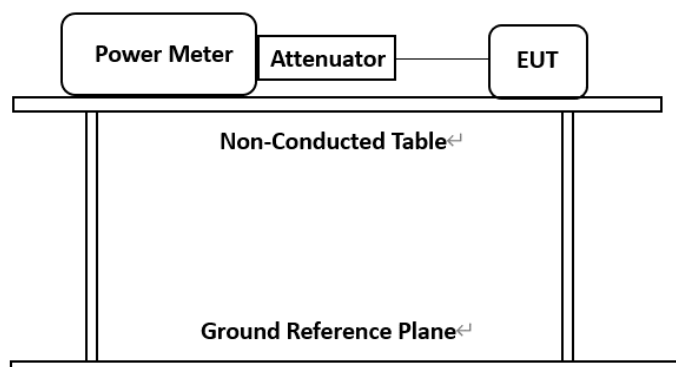 Power Meter
Attenuator
EUT
Non-Conducted Table↵
Ground Reference Plane↵